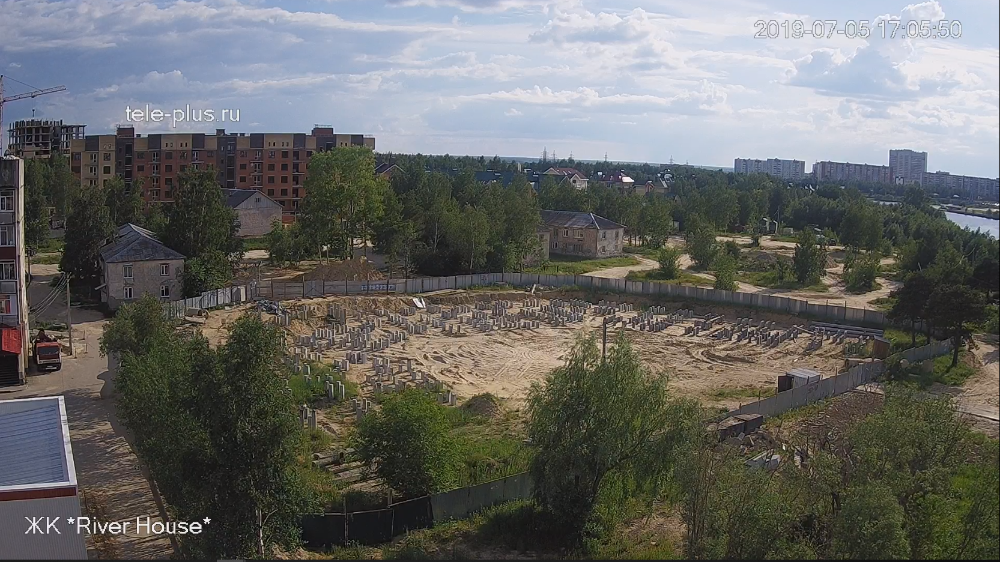 2019-07-05 17:05:50
tele-plus.ru
ЖК *River House*